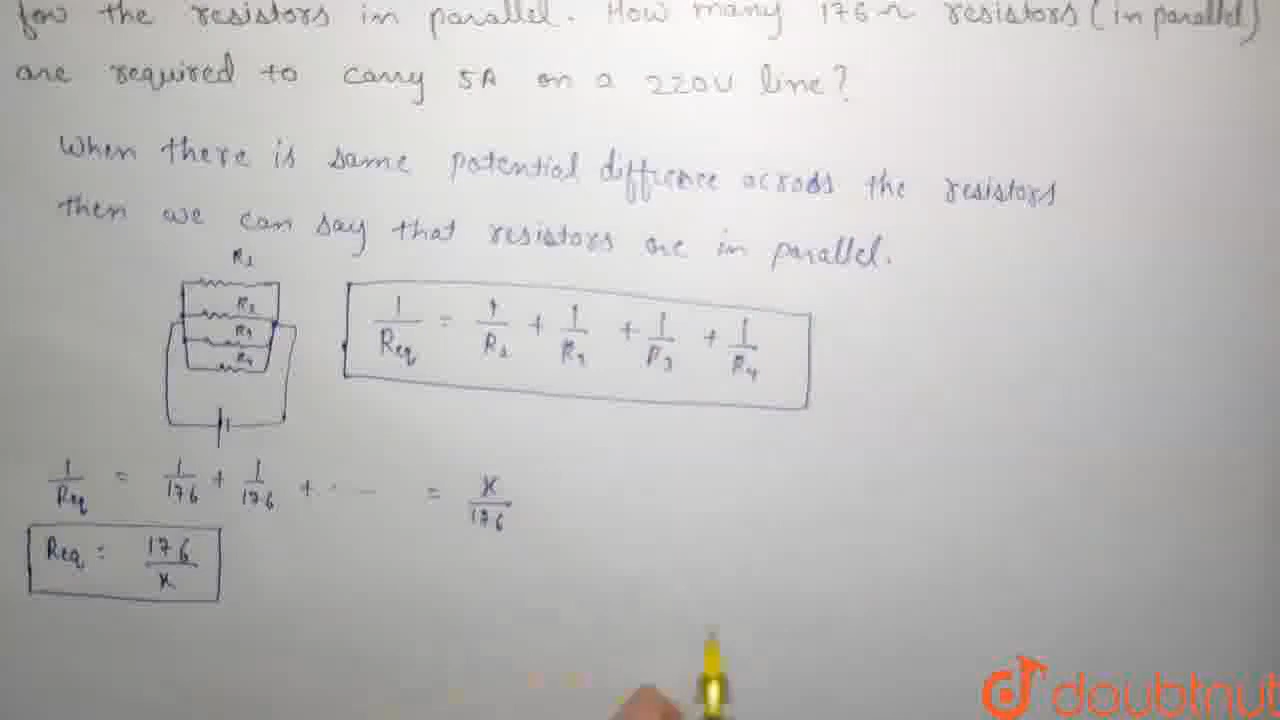 for the resistors in parallel. How many 176 Ω resistors (in parallel)
are required to carry 5A on a 220V line?
When there is same potential diffrence across the resistors
then we can say that resistors are in parallel.
R1
R2
R3
R4
1/Req = 1/R1 + 1/R2 + 1/R3 + 1/R4
1/Req = 1/176 + 1/176 + ... = x/176
Req = 176/x
doubtnut